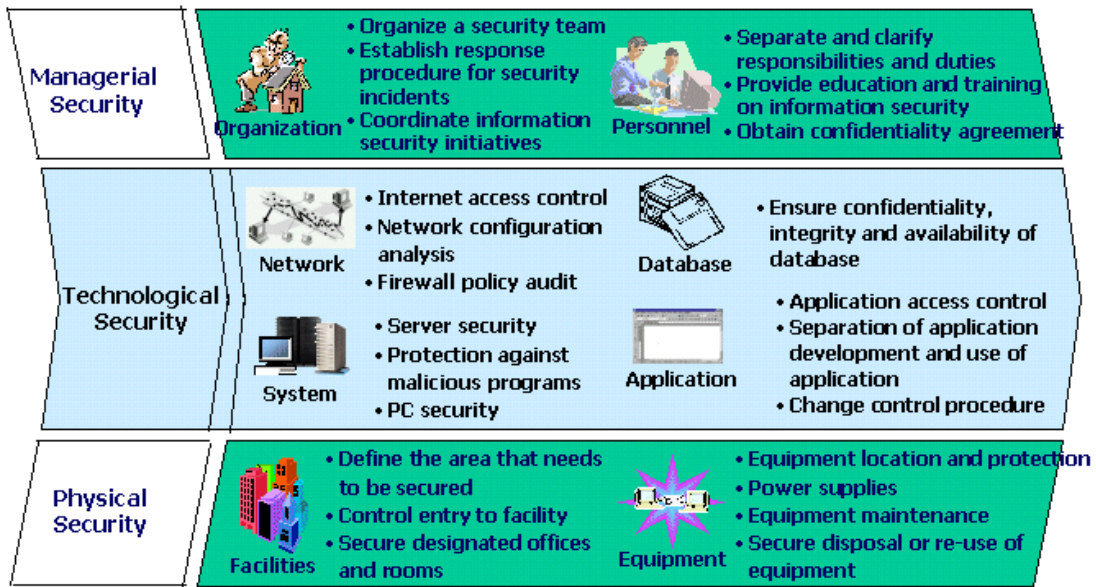 Managerial
Security
Organization
• Organize a security team
• Establish response
procedure for security
incidents
• Coordinate information
security initiatives
Personnel
• Separate and clarify
responsibilities and duties
• Provide education and training
on information security
• Obtain confidentiality agreement
Technological
Security
Network
• Internet access control
• Network configuration
analysis
• Firewall policy audit
Database
• Ensure confidentiality,
integrity and availability of
database
System
• Server security
• Protection against
malicious programs
• PC security
Application
• Application access control
• Separation of application
development and use of
application
• Change control procedure
Physical
Security
Facilities
• Define the area that needs
to be secured
• Control entry to facility
• Secure designated offices
and rooms
Equipment
• Equipment location and protection
• Power supplies
• Equipment maintenance
• Secure disposal or re-use of
equipment